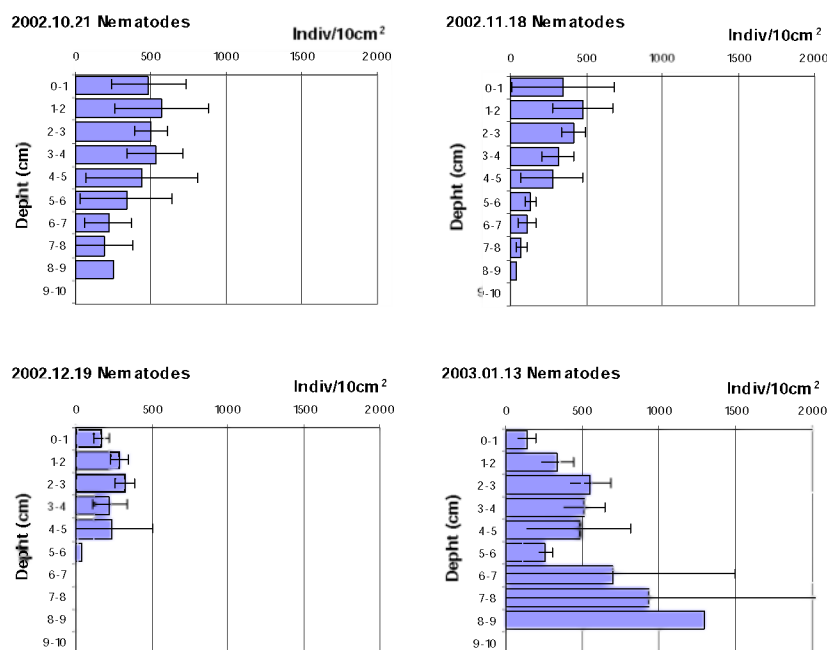 2002.10.21 Nematodes
Indiv/10cm²
0 500 1000 1500 2000
Depht (cm)
0-1
1-2
2-3
3-4
4-5
5-6
6-7
7-8
8-9
9-10
2002.11.18 Nematodes
Indiv/10cm²
0 500 1000 1500 2000
Depht (cm)
0-1
1-2
2-3
3-4
4-5
5-6
6-7
7-8
8-9
9-10
2002.12.19 Nematodes
Indiv/10cm²
0 500 1000 1500 2000
Depht (cm)
0-1
1-2
2-3
3-4
4-5
5-6
6-7
7-8
8-9
9-10
2003.01.13 Nematodes
Indiv/10cm²
0 500 1000 1500 2000
Depht (cm)
0-1
1-2
2-3
3-4
4-5
5-6
6-7
7-8
8-9
9-10